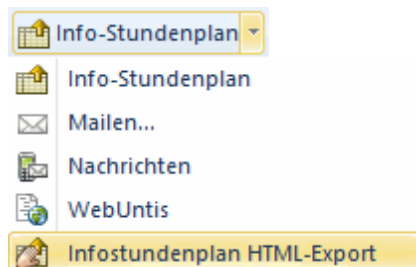 Info-Stundenplan
Info-Stundenplan
Mailen...
Nachrichten
WebUntis
Infostundenplan HTML-Export